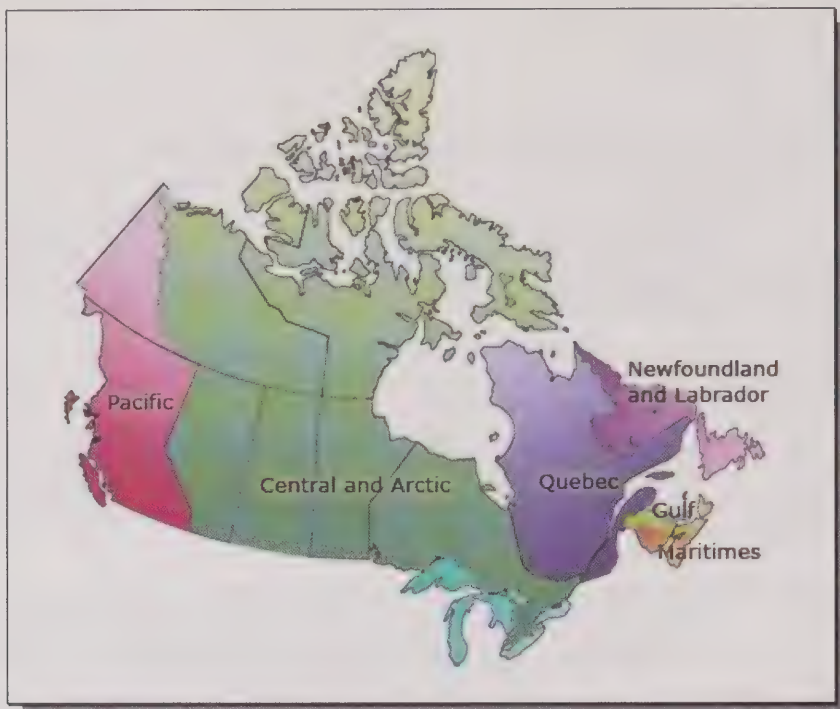 Newfoundland
and Labrador
Pacific
Central and Arctic
Quebec
Gulf
Maritimes